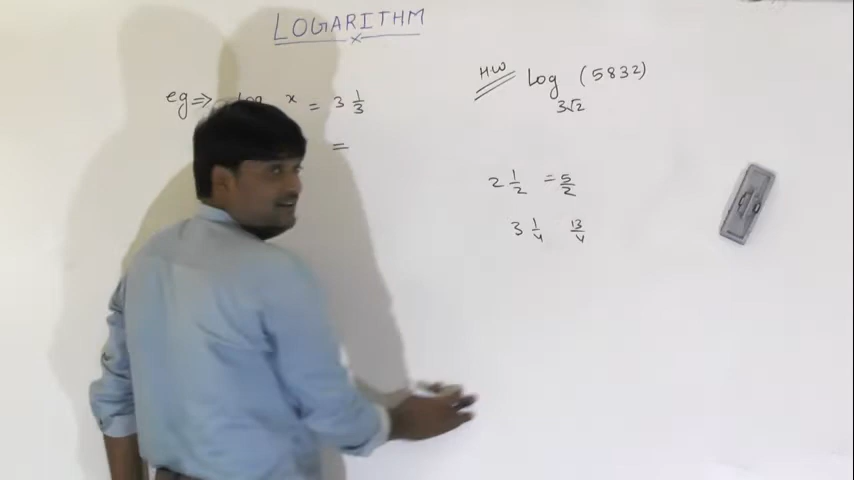 LOGARITHM
eg ⇒ log x = 3 1/3
=
HW log 3√2 (5832)
2 1/2 = 5/2
3 1/4 13/4